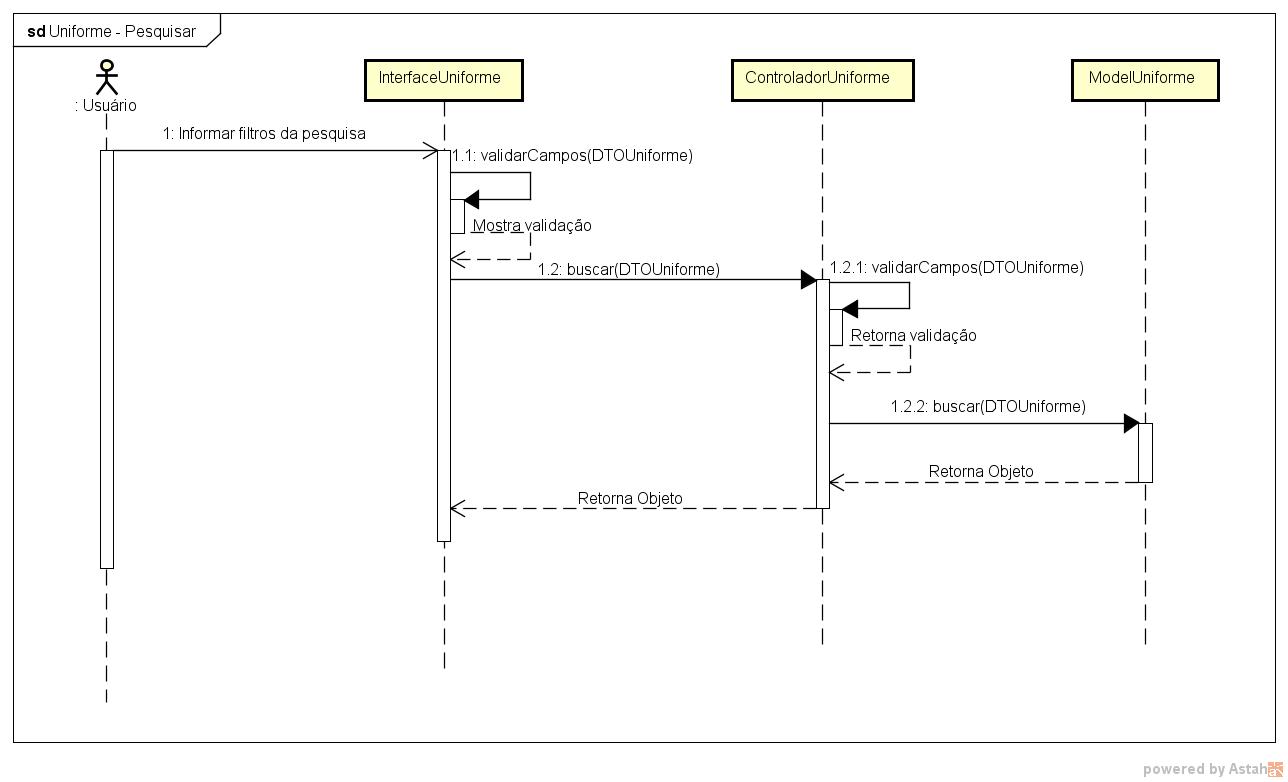 sd Uniforme - Pesquisar
: Usuário
InterfaceUniforme
ControladorUniforme
ModelUniforme
1: Informar filtros da pesquisa
1.1: validarCampos(DTOUniforme)
Mostra validação
1.2: buscar(DTOUniforme)
1.2.1: validarCampos(DTOUniforme)
Retorna validação
1.2.2: buscar(DTOUniforme)
Retorna Objeto
Retorna Objeto
powered by Astah